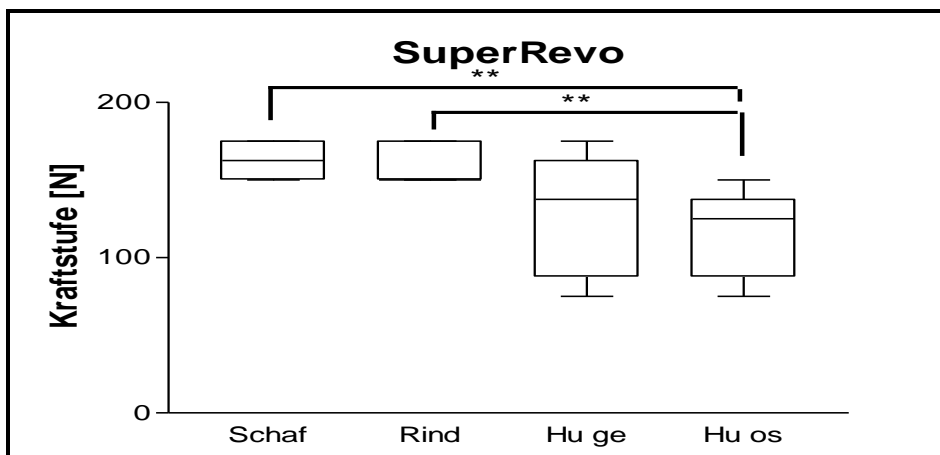 SuperRevo
**
**
200
100
0
Kraftstufe [N]
Schaf Rind Hu ge Hu os